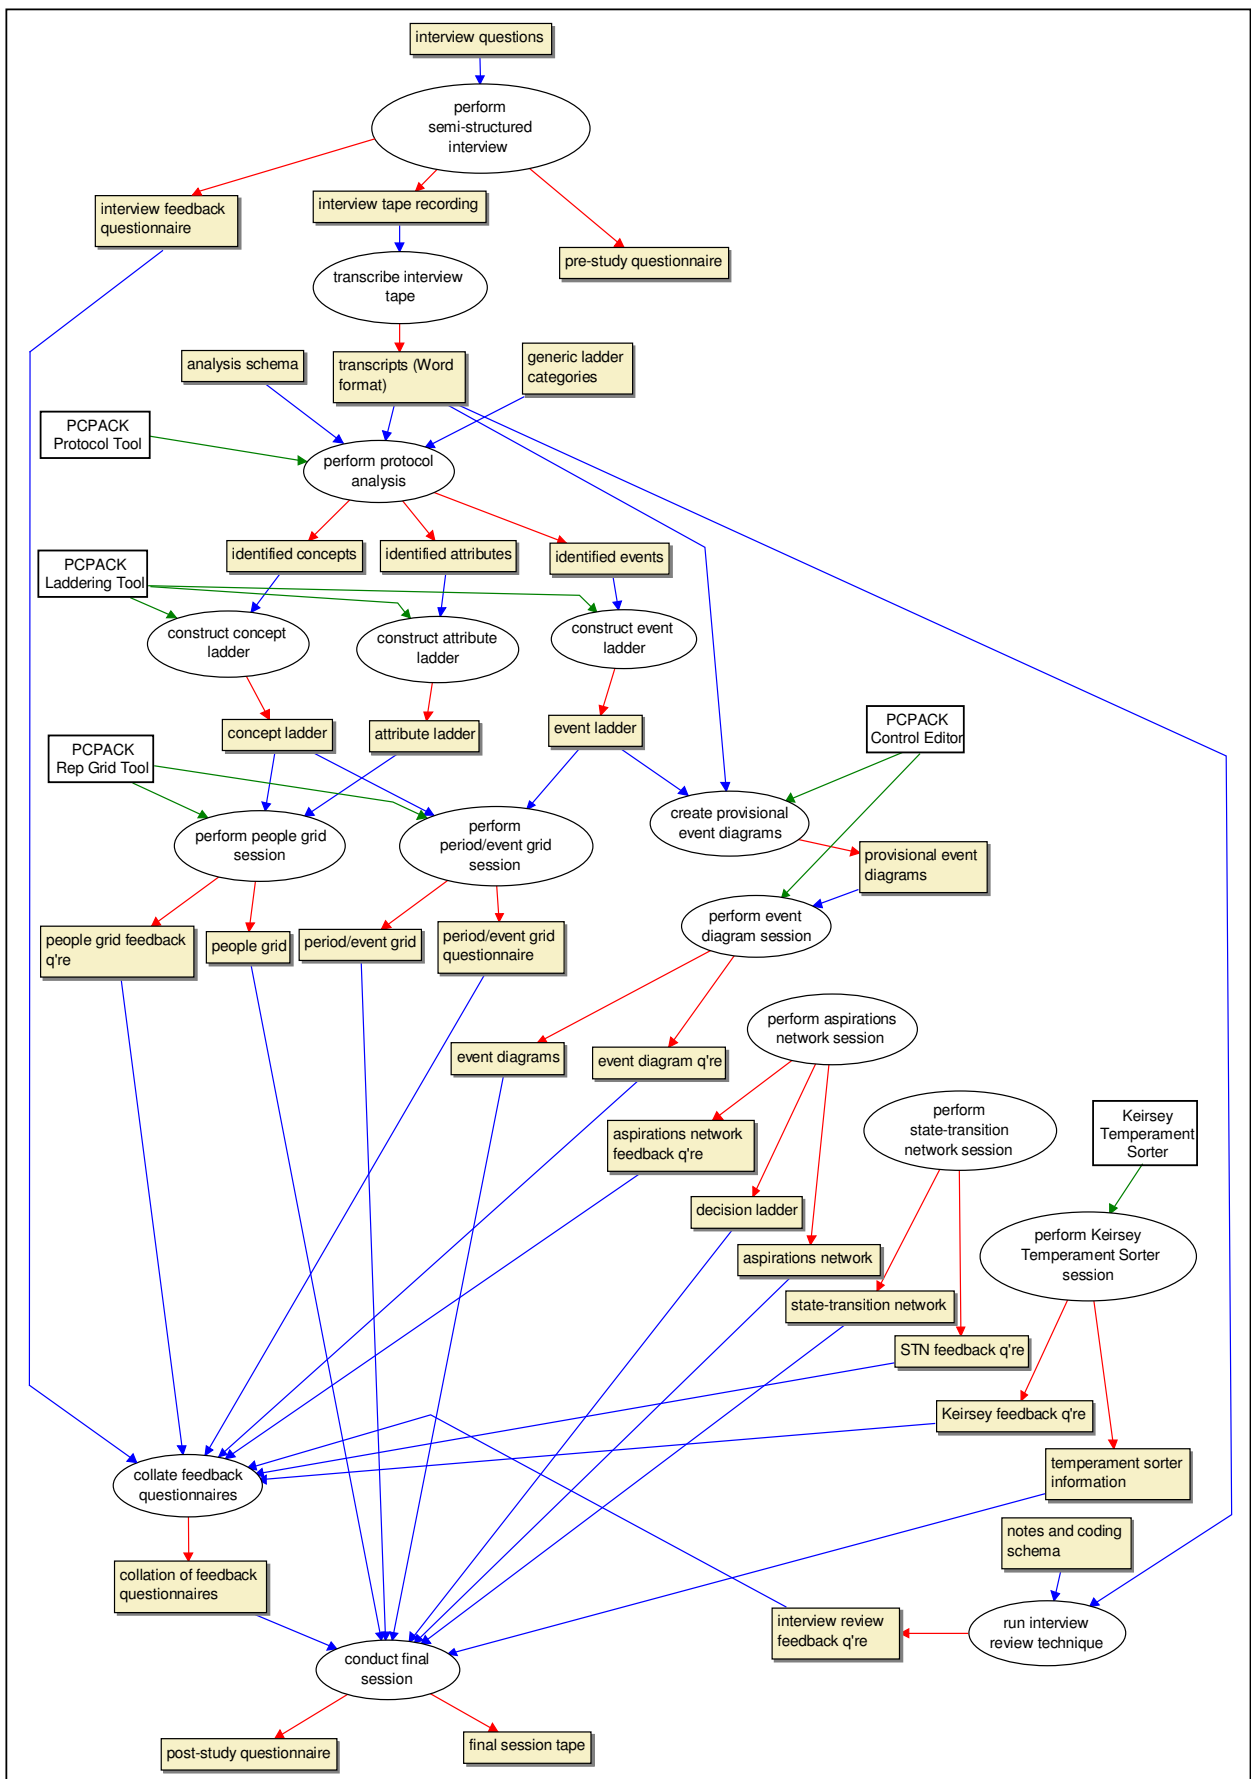 interview questions
perform
semi-structured
interview
interview feedback
questionnaire
interview tape recording
pre-study questionnaire
transcribe interview
tape
analysis schema
transcripts (Word
format)
generic ladder
categories
PCPACK
Protocol Tool
perform protocol
analysis
identified concepts
identified attributes
identified events
PCPACK
Laddering Tool
construct concept
ladder
construct attribute
ladder
construct event
ladder
concept ladder
attribute ladder
event ladder
PCPACK
Control Editor
PCPACK
Rep Grid Tool
perform people grid
session
perform
period/event grid
session
create provisional
event diagrams
provisional event
diagrams
people grid feedback
q're
people grid
period/event grid
period/event grid
questionnaire
perform event
diagram session
event diagrams
event diagram q're
perform aspirations
network session
aspirations network
feedback q're
perform
state-transition
network session
Keirsey
Temperament
Sorter
decision ladder
aspirations network
state-transition network
perform Keirsey
Temperament Sorter
session
STN feedback q're
Keirsey feedback q're
temperament sorter
information
collate feedback
questionnaires
notes and coding
schema
collation of feedback
questionnaires
interview review
feedback q're
run interview
review technique
conduct final
session
post-study questionnaire
final session tape